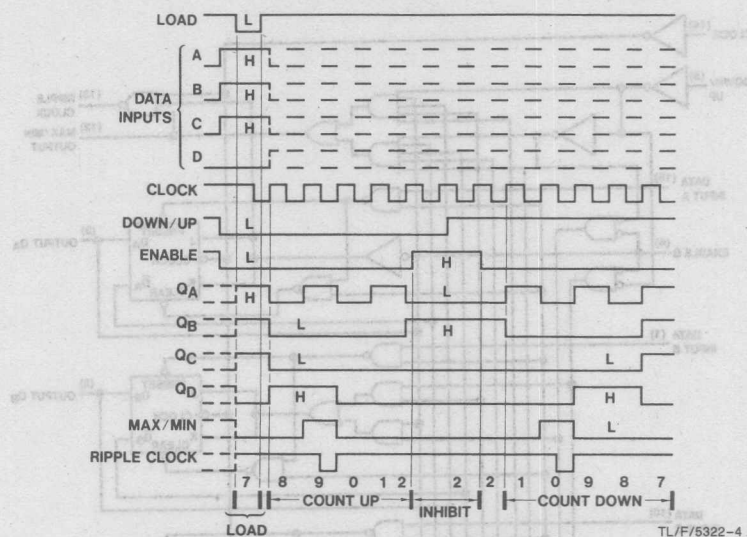 LOAD L
A H
B H
DATA
INPUTS
C H
D
CLOCK
DOWN/UP L
ENABLE L H
QA H L
QB L H
QC L L
QD H H
MAX/MIN L
RIPPLE CLOCK
7 8 9 0 1 2 2 2 1 0 9 8 7
COUNT UP COUNT DOWN
INHIBIT
LOAD
TL/F/5322-4